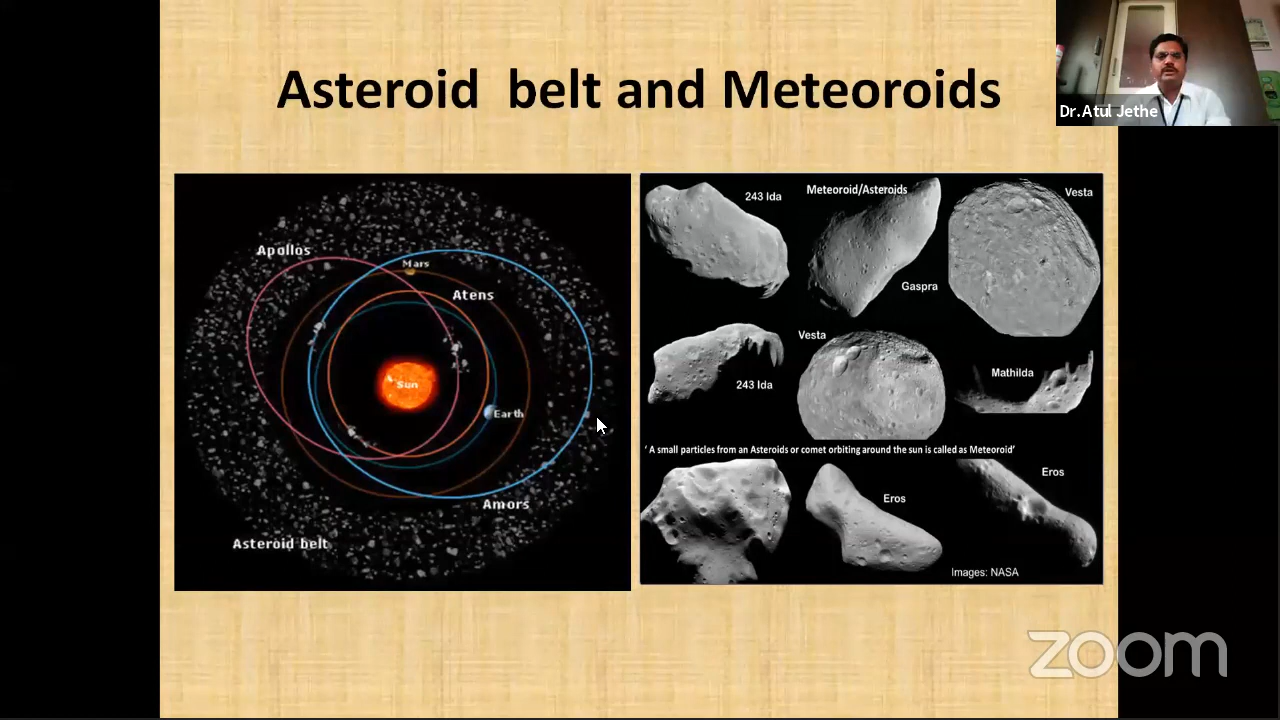 Asteroid belt and Meteoroids
Dr.Atul Jethe
Apollos
Mars
Atens
Sun
Earth
Amors
Asteroid belt
243 Ida
Meteoroid/Asteroids
Vesta
Gaspra
Vesta
243 Ida
Mathilda
‘ A small particles from an Asteroids or comet orbiting around the sun is called as Meteoroid’
Eros
Eros
Images: NASA
zoom